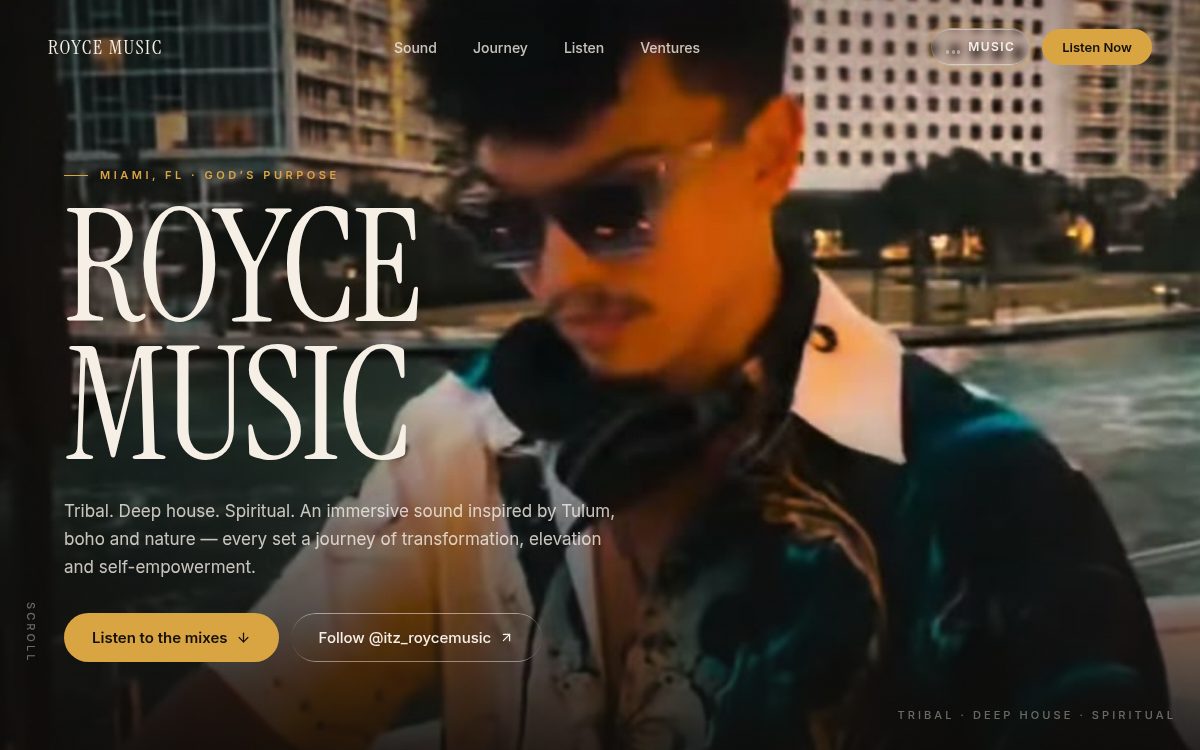 ROYCE MUSIC
Sound
Journey
Listen
Ventures
MUSIC
Listen Now
MIAMI, FL · GOD'S PURPOSE
ROYCE
MUSIC
Tribal. Deep house. Spiritual. An immersive sound inspired by Tulum,
boho and nature — every set a journey of transformation, elevation
and self-empowerment.
SCROLL
Listen to the mixes ↓
Follow @itz_roycemusic ↗
TRIBAL · DEEP HOUSE · SPIRITUAL